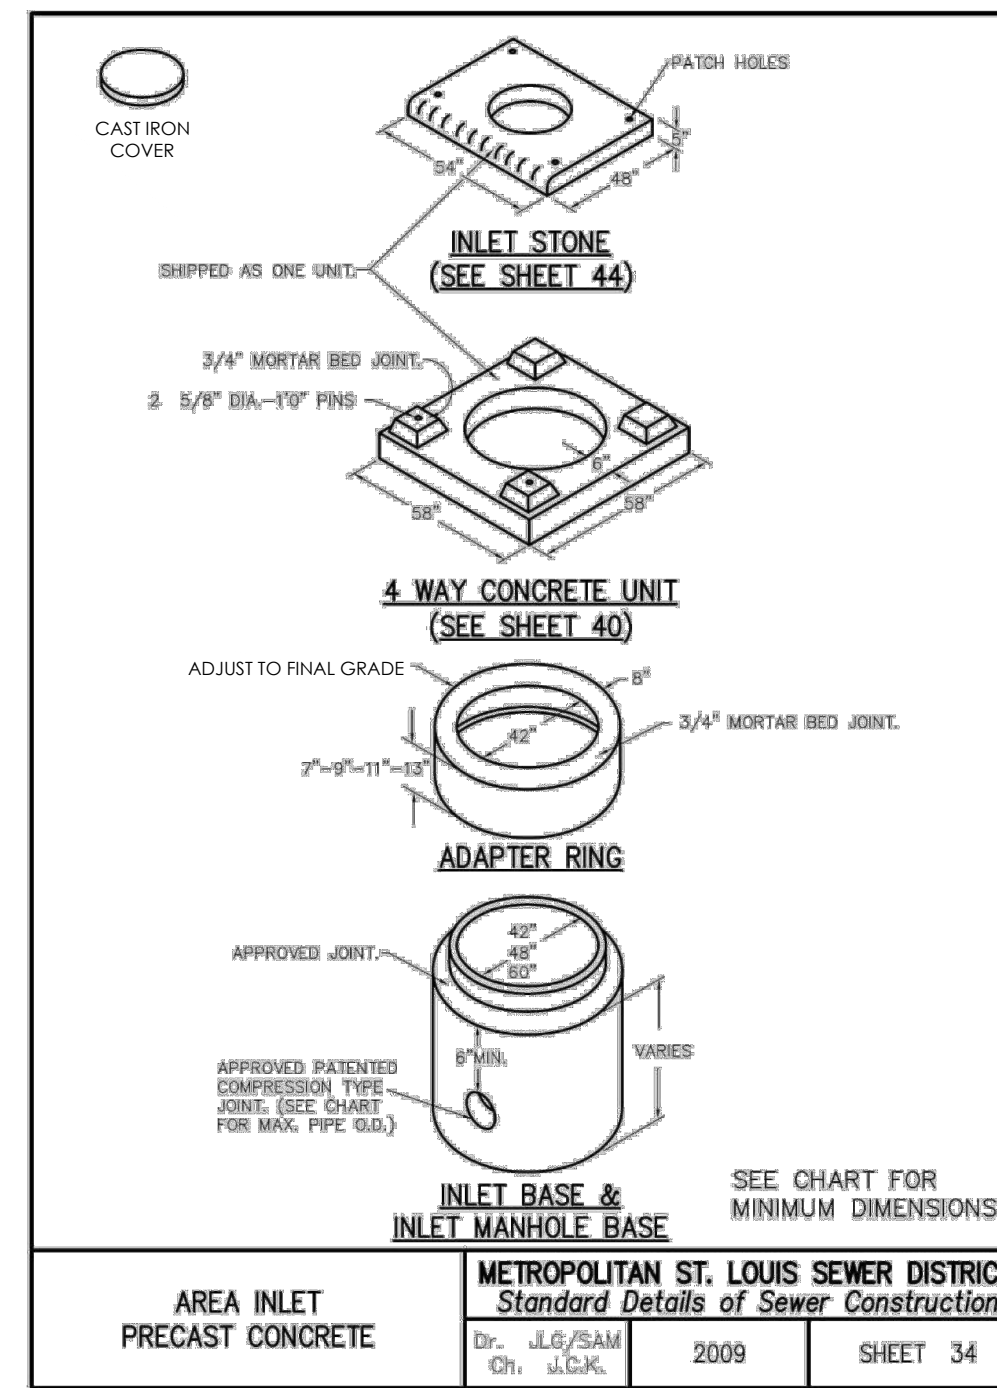 CAST IRON
COVER
PATCH HOLES
5"
54"
48"
INLET STONE
(SEE SHEET 44)
SHIPPED AS ONE UNIT.
3/4" MORTAR BED JOINT.
2 5/8" DIA.-1'0" PINS
6"
58"
58"
4 WAY CONCRETE UNIT
(SEE SHEET 40)
ADJUST TO FINAL GRADE
8"
42"
3/4" MORTAR BED JOINT.
7"-9"-11"-13"
ADAPTER RING
42"
48"
60"
APPROVED JOINT.
6"MIN.
VARIES
APPROVED PATENTED
COMPRESSION TYPE
JOINT. (SEE CHART
FOR MAX. PIPE O.D.)
INLET BASE &
INLET MANHOLE BASE
SEE CHART FOR
MINIMUM DIMENSIONS
AREA INLET
PRECAST CONCRETE
METROPOLITAN ST. LOUIS SEWER DISTRIC
Standard Details of Sewer Construction
Dr. JLG/SAM
Ch. J.C.K.
2009
SHEET 34